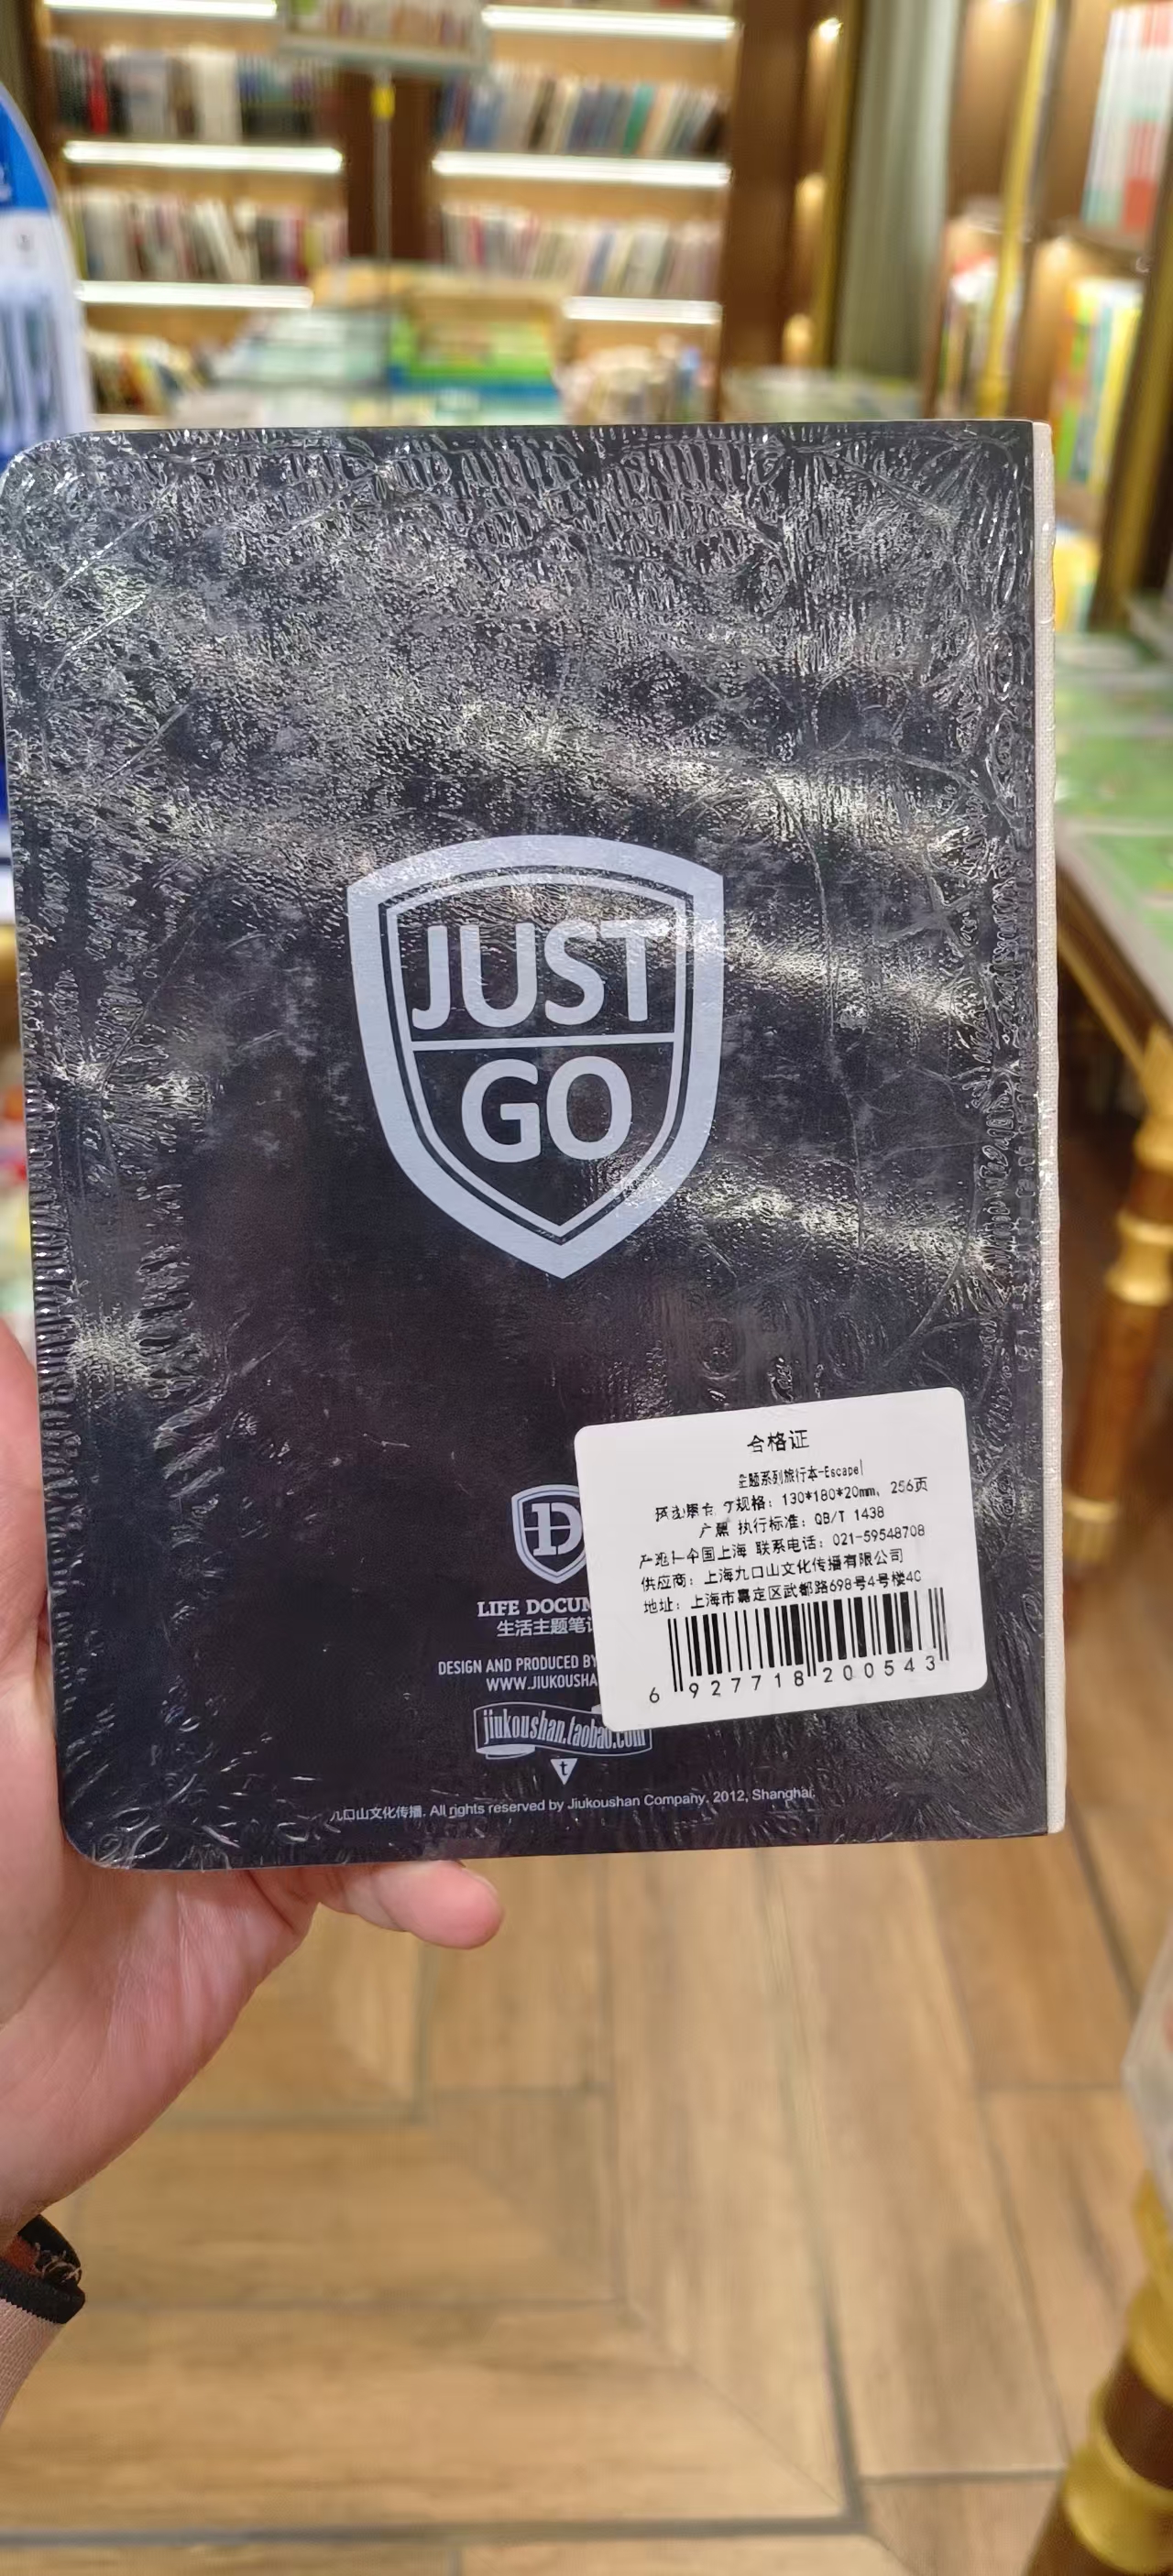 JUST
GO
合格证
主题系列旅行本-Escape
规格：130*180*20mm、256页
执行标准：QB/T 1438
中国上海 联系电话：021-59548708
供应商：上海九口山文化传播有限公司
地址：上海市嘉定区武都路698号4号楼4C
6 927718 200543
D
LIFE DOCUM
生活主题笔记
DESIGN AND PRODUCED BY
WWW.JIUKOUSHA
jiukoushan.taobao.com
t
九口山文化传播. All rights reserved by Jiukoushan Company. 2012, Shanghai.